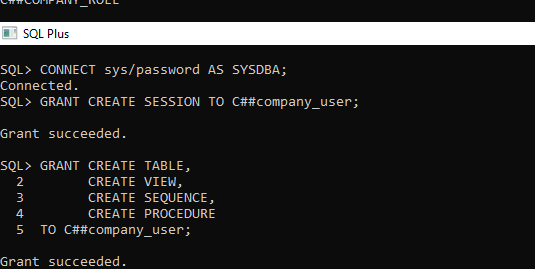 C##COMPANY_ROLE
SQL Plus
SQL> CONNECT sys/password AS SYSDBA;
Connected.
SQL> GRANT CREATE SESSION TO C##company_user;
Grant succeeded.
SQL> GRANT CREATE TABLE,
  2        CREATE VIEW,
  3        CREATE SEQUENCE,
  4        CREATE PROCEDURE
  5  TO C##company_user;
Grant succeeded.